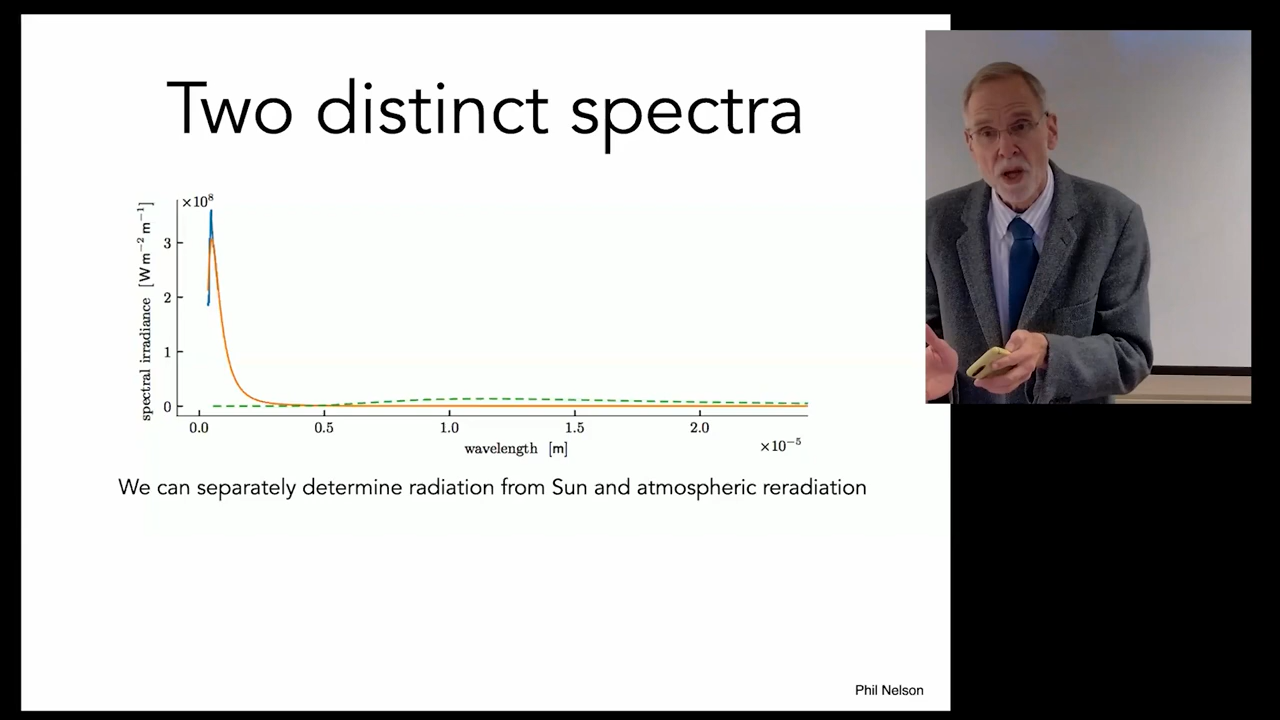 Two distinct spectra
×10⁸
spectral irradiance [W m⁻² m⁻¹]
3
2
1
0
0.0 0.5 1.0 1.5 2.0
wavelength [m]
×10⁻⁵
We can separately determine radiation from Sun and atmospheric reradiation
Phil Nelson